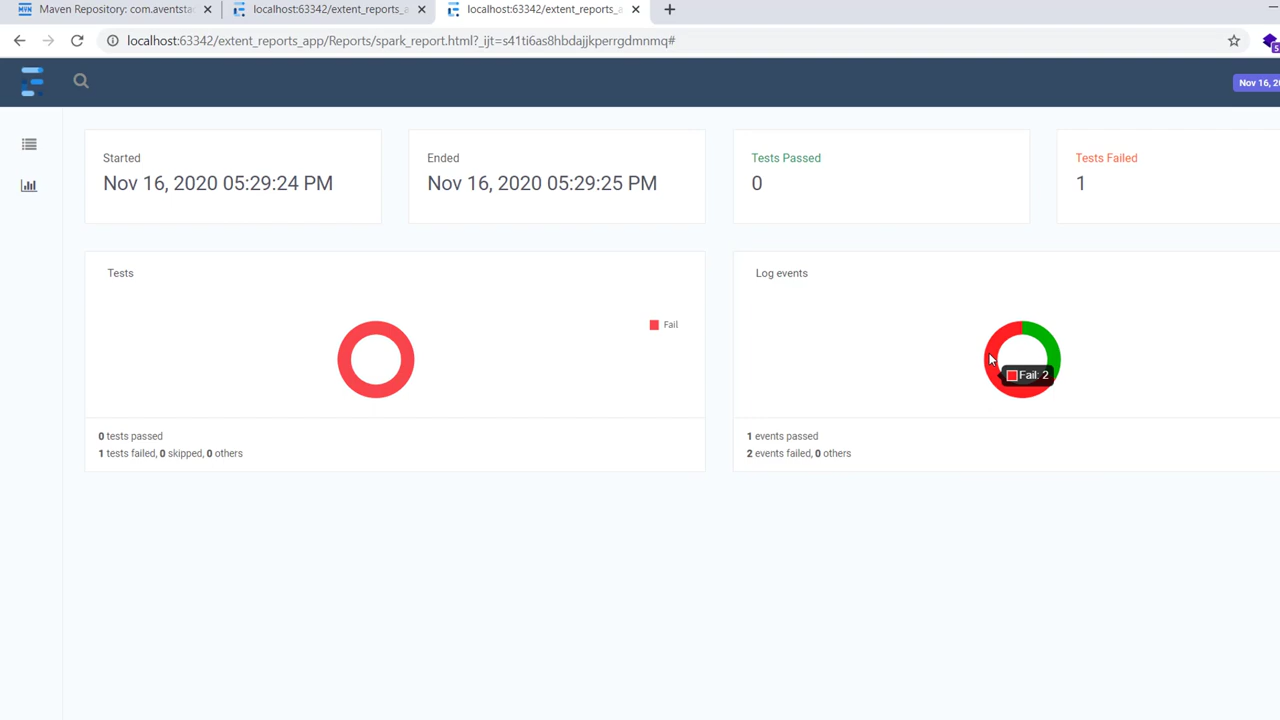 Maven Repository: com.aventsta
localhost:63342/extent_reports_a
localhost:63342/extent_reports_
localhost:63342/extent_reports_app/Reports/spark_report.html?_ijt=s41ti6as8hbdajjkperrgdmnmq#
5
Nov 16, 20
Started
Nov 16, 2020 05:29:24 PM
Ended
Nov 16, 2020 05:29:25 PM
Tests Passed
0
Tests Failed
1
Tests
Fail
0 tests passed
1 tests failed, 0 skipped, 0 others
Log events
Fail: 2
1 events passed
2 events failed, 0 others